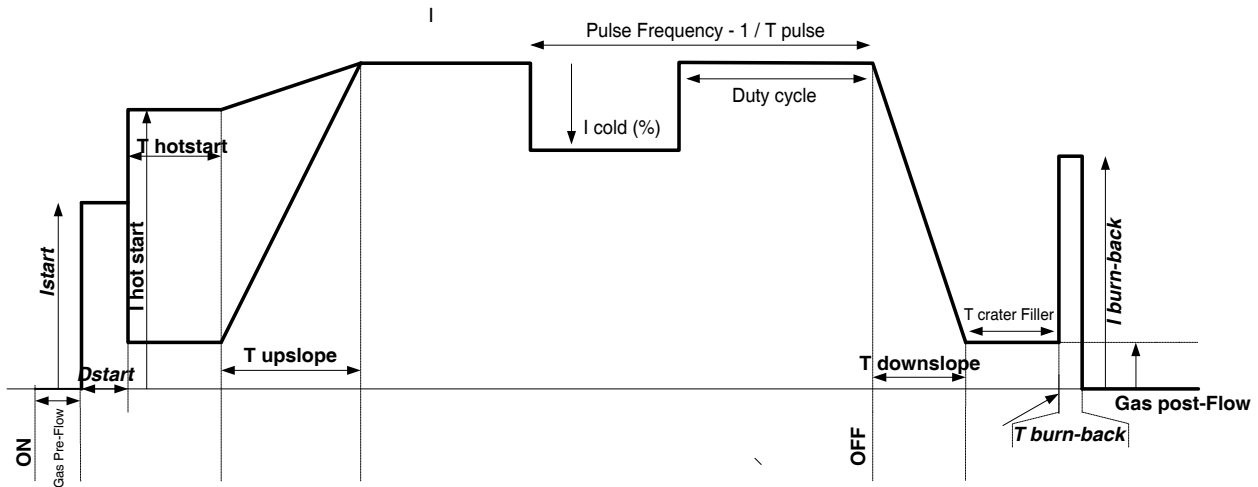 I
Pulse Frequency - 1 / T pulse
Duty cycle
I cold (%)
T hotstart
Istart
I hot start
T crater Filler
I burn-back
T upslope
T downslope
Dstart
Gas post-Flow
ON
Gas Pre-Flow
OFF
T burn-back